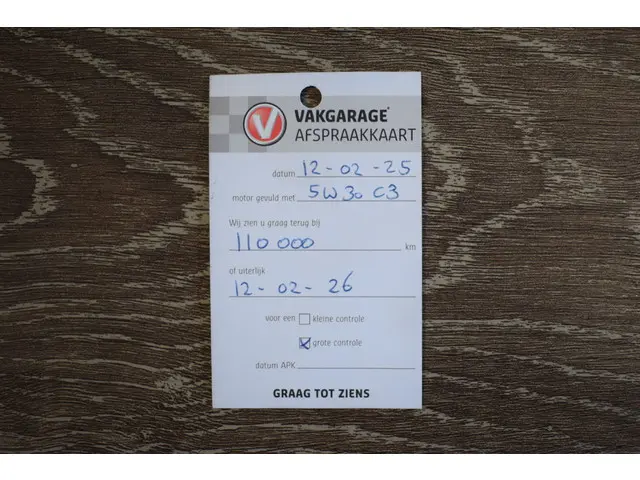 V VAKGARAGE
AFSPRAAKKAART
datum 12-02-25
motor gevuld met 5W30 C3
Wij zien u graag terug bij
110 000 km
of uiterlijk
12-02-26
voor een kleine controle
grote controle
datum APK
GRAAG TOT ZIENS